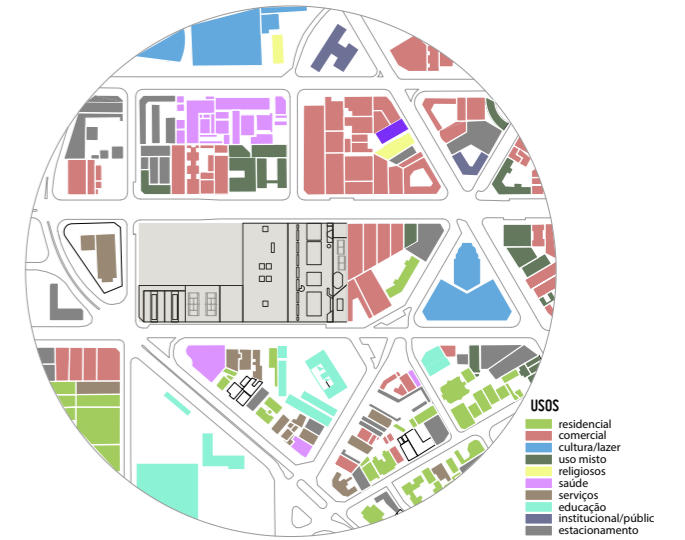 USOS
residencial
comercial
cultura/lazer
uso misto
religiosos
saúde
serviços
educação
institucional/públic
estacionamento